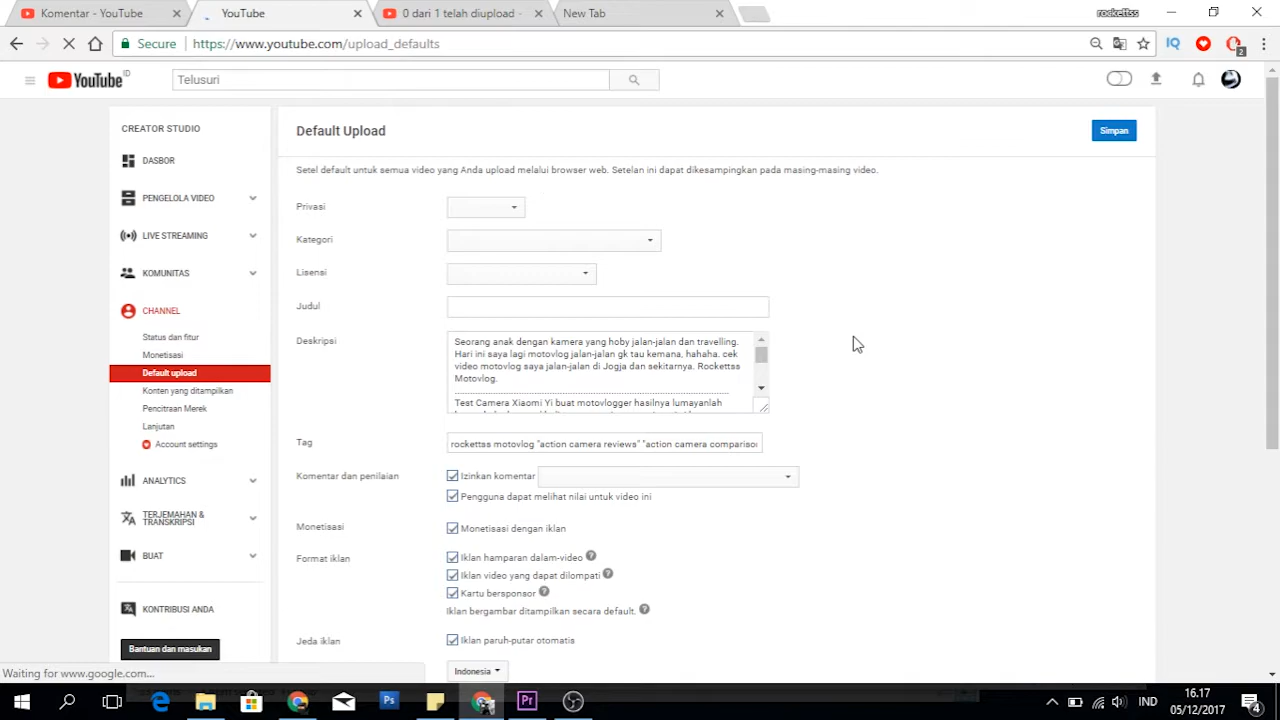 Komentar - YouTube
YouTube
0 dari 1 telah diupload -
New Tab
rockettss
Secure
https://www.youtube.com/upload_defaults
YouTube ID
Telusuri
2
CREATOR STUDIO
DASBOR
PENGELOLA VIDEO
LIVE STREAMING
KOMUNITAS
CHANNEL
Status dan fitur
Monetisasi
Default upload
Konten yang ditampilkan
Pencitraan Merek
Lanjutan
Account settings
ANALYTICS
TERJEMAHAN &
TRANSKRIPSI
BUAT
KONTRIBUSI ANDA
Bantuan dan masukan
Default Upload
Simpan
Setel default untuk semua video yang Anda upload melalui browser web. Setelan ini dapat dikesampingkan pada masing-masing video.
Privasi
Kategori
Lisensi
Judul
Deskripsi
Seorang anak dengan kamera yang hoby jalan-jalan dan travelling.
Hari ini saya lagi motovlog jalan-jalan gk tau kemana, hahaha. cek
video motovlog saya jalan-jalan di Jogja dan sekitarnya. Rockettss
Motovlog.
Test Camera Xiaomi Yi buat motovlogger hasilnya lumayanlah
Tag
rockettss motovlog "action camera reviews" "action camera comparison
Komentar dan penilaian
Izinkan komentar
Pengguna dapat melihat nilai untuk video ini
Monetisasi
Monetisasi dengan iklan
Format iklan
Iklan hamparan dalam-video
Iklan video yang dapat dilompati
Kartu bersponsor
Iklan bergambar ditampilkan secara default.
Jeda iklan
Iklan paruh-putar otomatis
Indonesia
Waiting for www.google.com...
IND
16.17
05/12/2017
4